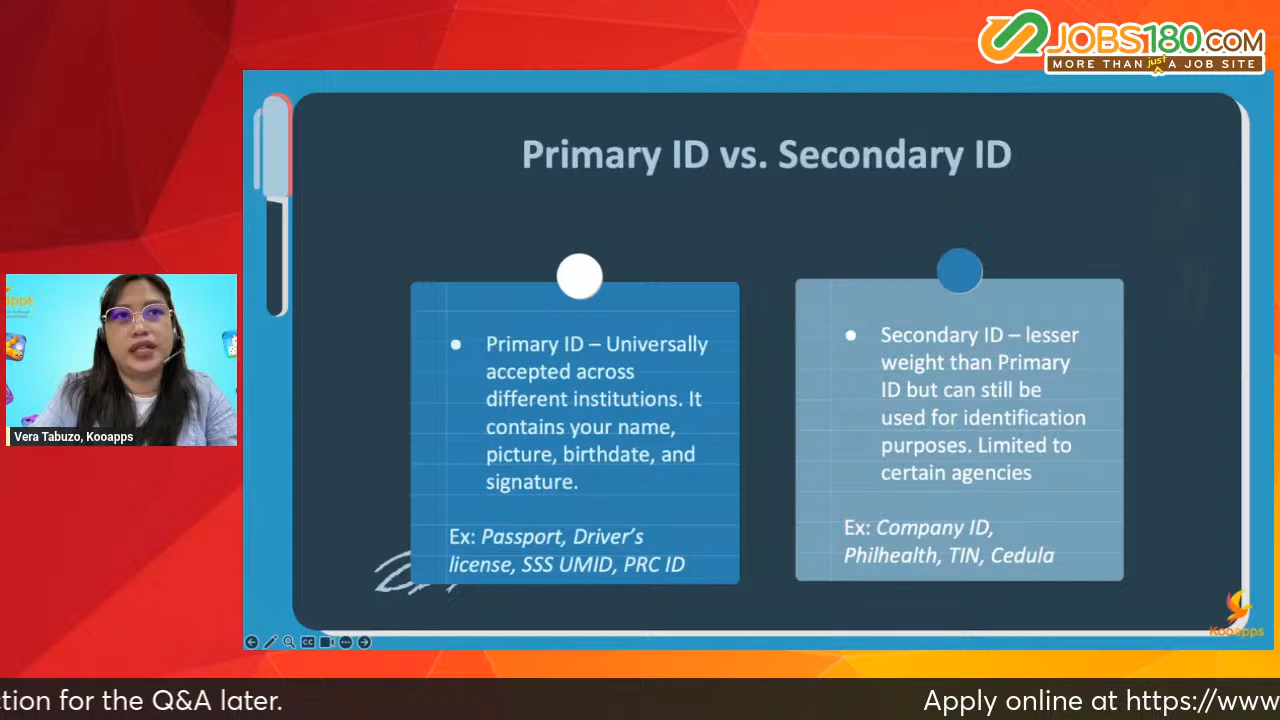 JOBS180.COM
MORE THAN just A JOB SITE
Primary ID vs. Secondary ID
Primary ID – Universally
accepted across
different institutions. It
contains your name,
picture, birthdate, and
signature.
Ex: Passport, Driver's
license, SSS UMID, PRC ID
Secondary ID – lesser
weight than Primary
ID but can still be
used for identification
purposes. Limited to
certain agencies
Ex: Company ID,
Philhealth, TIN, Cedula
Vera Tabuzo, Kooapps
Kooapps
ction for the Q&A later.
Apply online at https://www